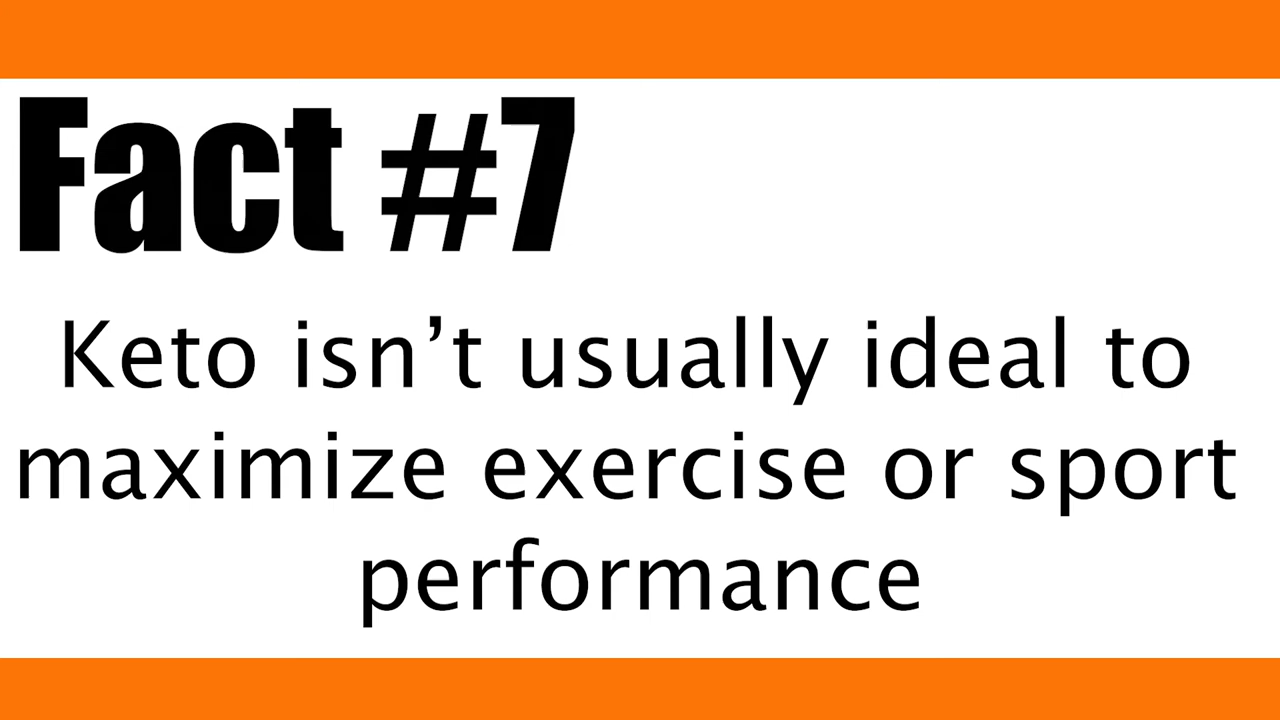 Fact #7
Keto isn’t usually ideal to
maximize exercise or sport
performance